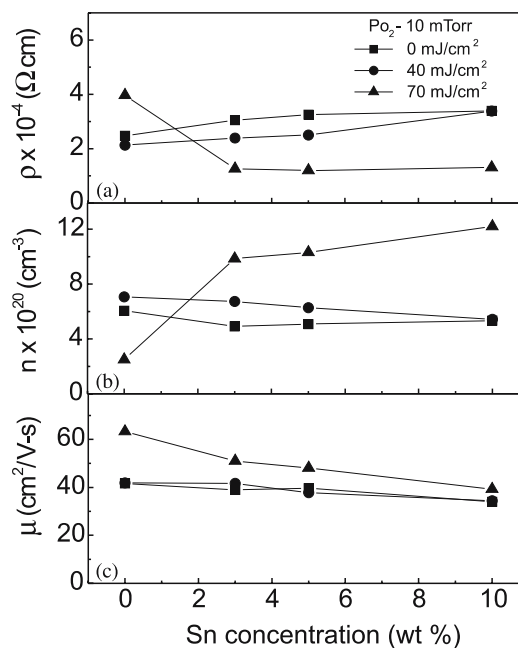 Po₂- 10 mTorr
0 mJ/cm²
40 mJ/cm²
70 mJ/cm²
ρ x 10⁻⁴ (Ωcm)
6
4
2
0
(a)
n x 10²⁰ (cm⁻³)
12
8
4
0
(b)
μ (cm²/V-s)
60
40
20
0
(c)
0 2 4 6 8 10
Sn concentration (wt %)